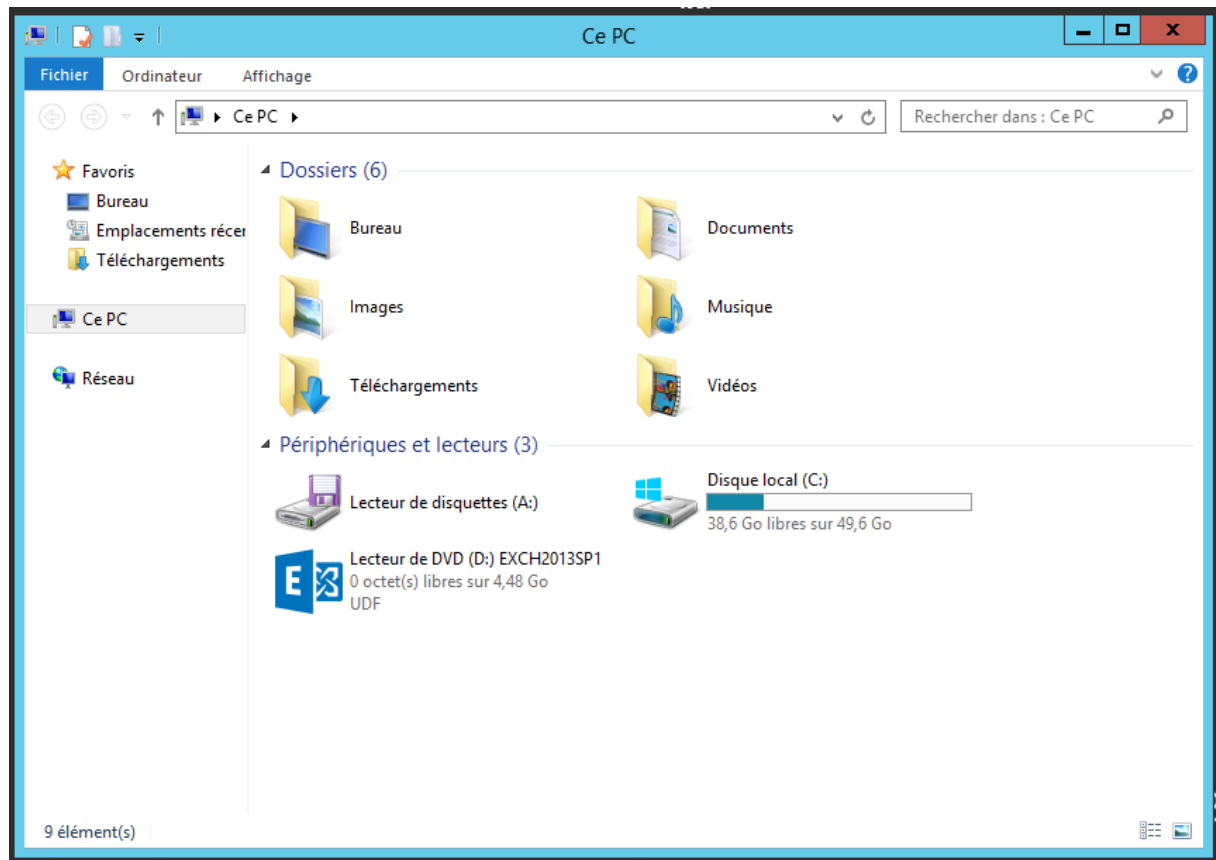 Ce PC
Fichier Ordinateur Affichage
Ce PC
Rechercher dans : Ce PC
Favoris
Bureau
Emplacements récer
Téléchargements
Ce PC
Réseau
Dossiers (6)
Bureau
Documents
Images
Musique
Téléchargements
Vidéos
Périphériques et lecteurs (3)
Lecteur de disquettes (A:)
Disque local (C:)
38,6 Go libres sur 49,6 Go
Lecteur de DVD (D:) EXCH2013SP1
0 octet(s) libres sur 4,48 Go
UDF
9 élément(s)